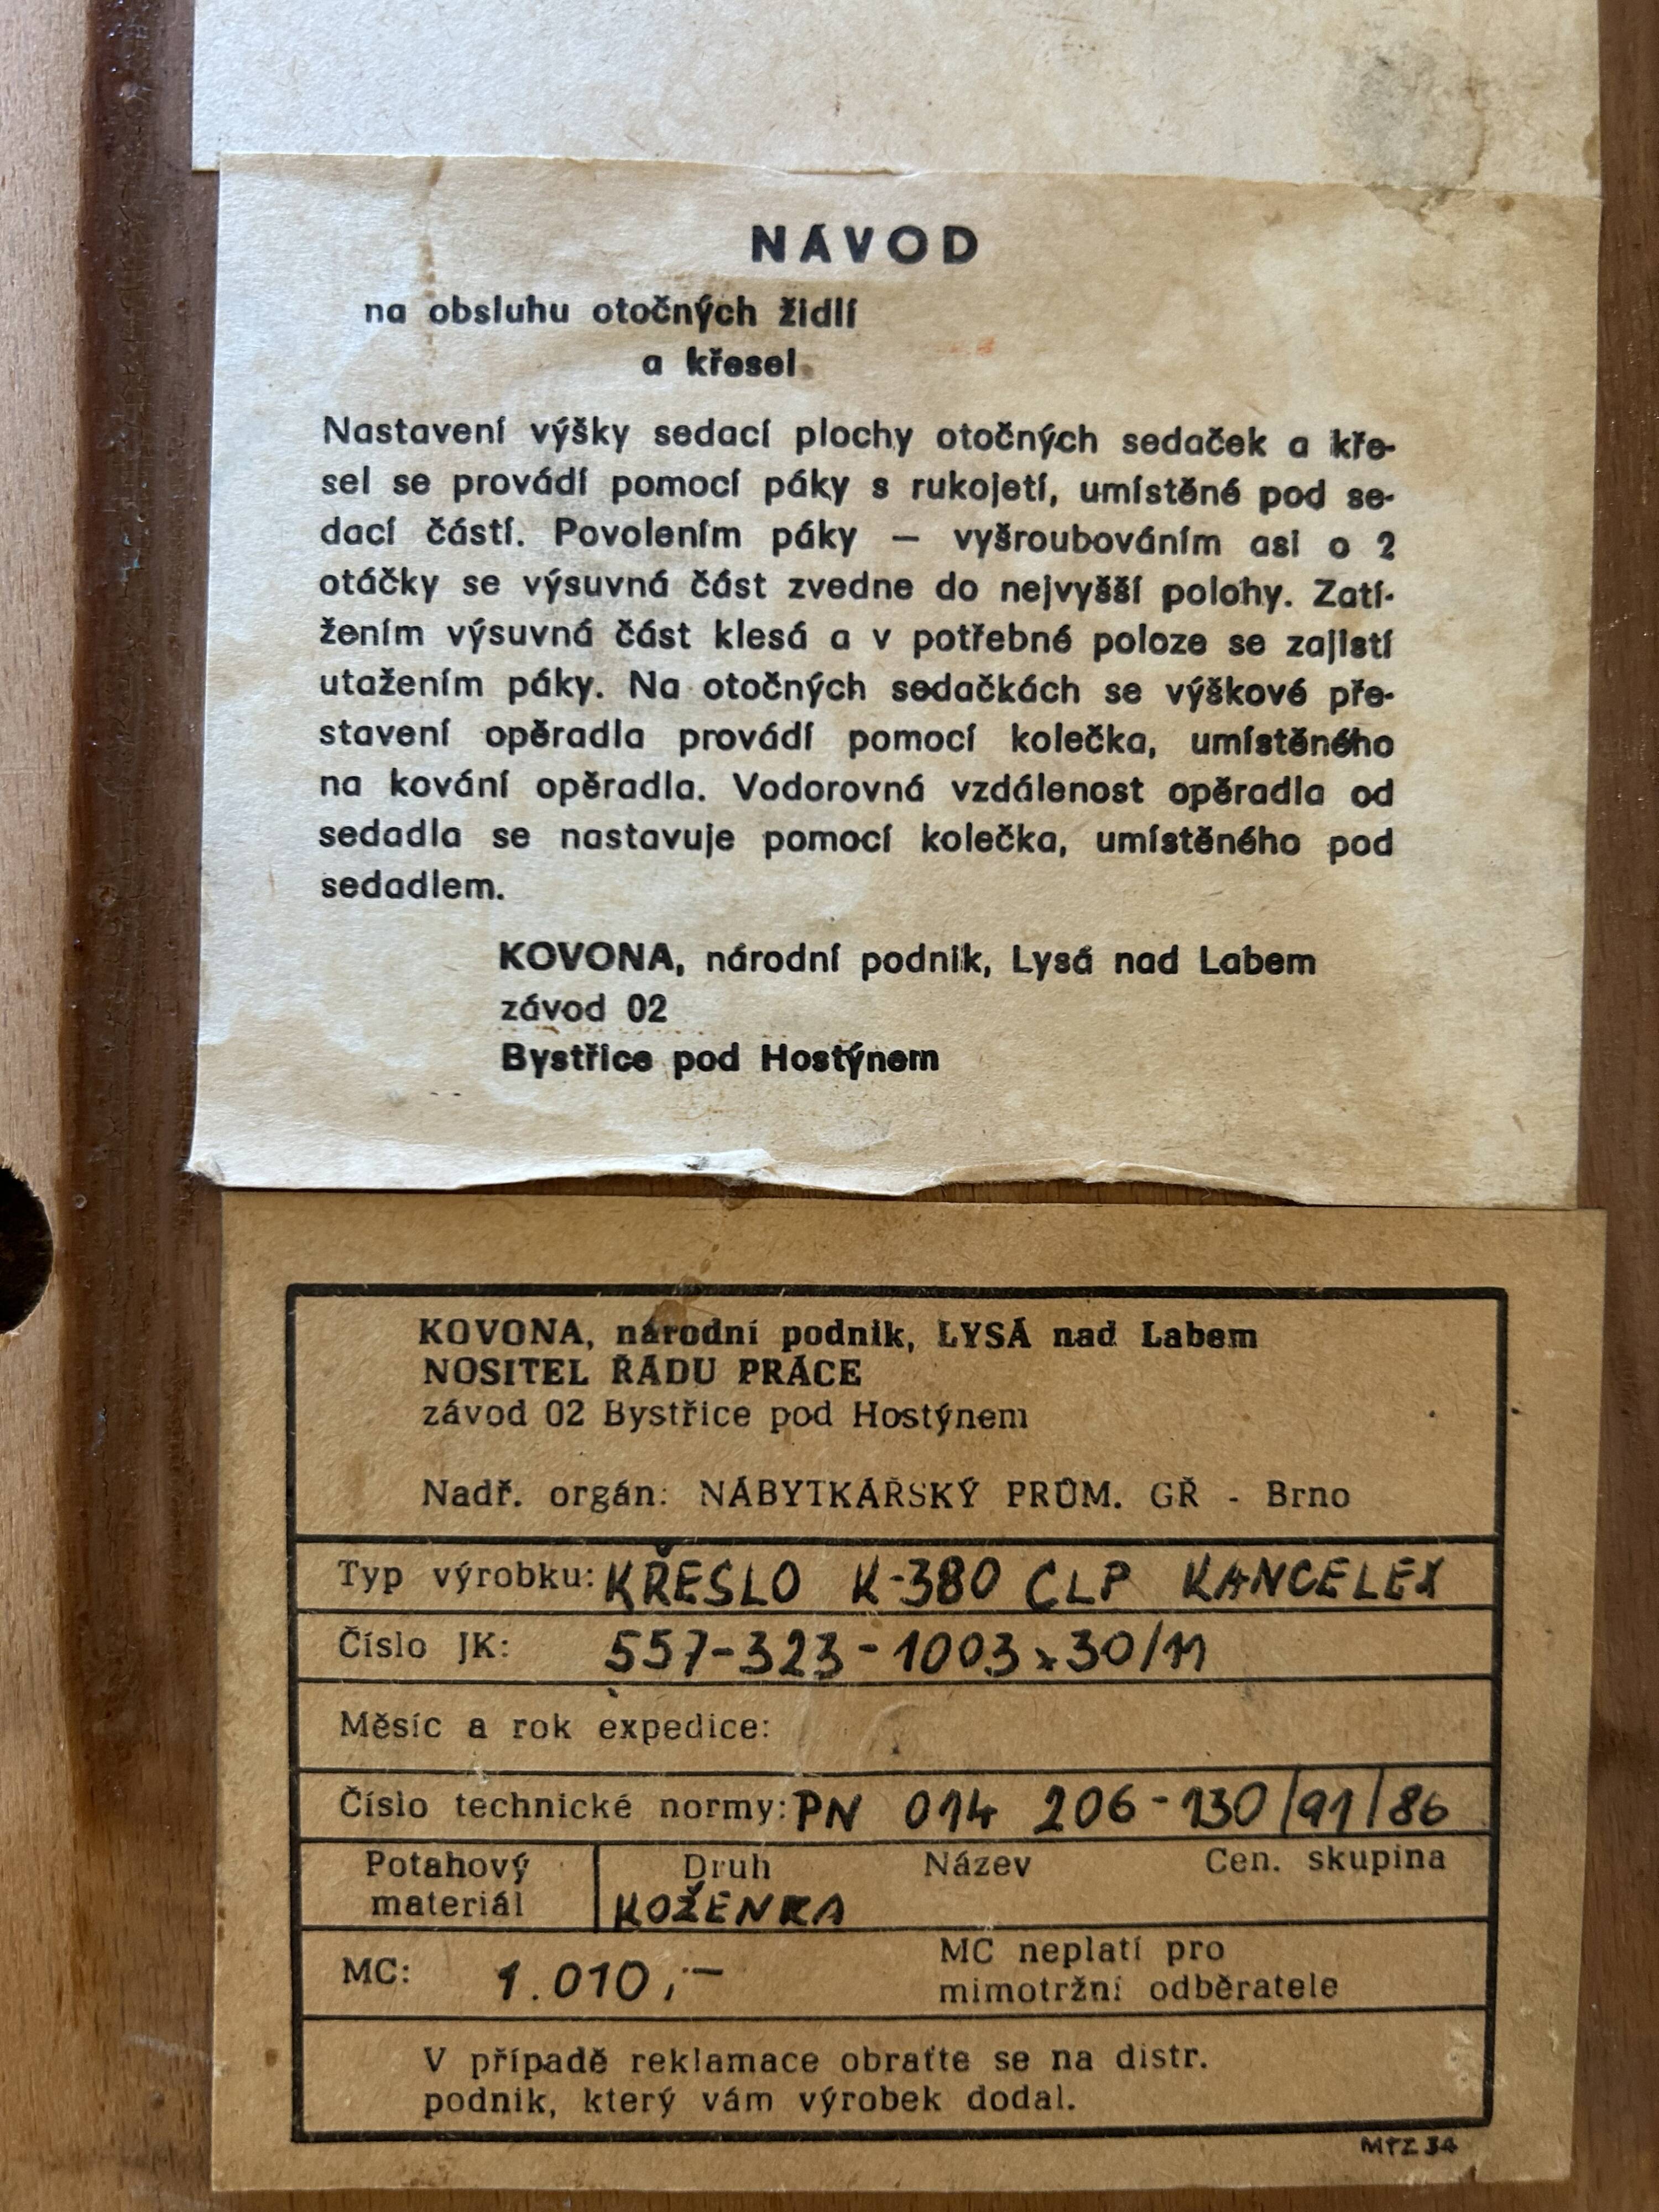 NÁVOD
na obsluhu otočných židlí
a křesel
Nastavení výšky sedací plochy otočných sedaček a kře-
sel se provádí pomocí páky s rukojetí, umístěné pod se-
dací částí. Povolením páky — vyšroubováním asi o 2
otáčky se výsuvná část zvedne do nejvyšší polohy. Zatí-
žením výsuvná část klesá a v potřebné poloze se zajistí
utažením páky. Na otočných sedačkách se výškové pře-
stavení opěradla provádí pomocí kolečka, umístěného
na kování opěradla. Vodorovná vzdálenost opěradla od
sedadla se nastavuje pomocí kolečka, umístěného pod
sedadlem.
KOVONA, národní podnik, Lysá nad Labem
závod 02
Bystřice pod Hostýnem
KOVONA, národní podnik, LYSÁ nad Labem
NOSITEL ŘÁDU PRÁCE
závod 02 Bystřice pod Hostýnem
Nadř. orgán: NÁBYTKÁŘSKÝ PRŮM. GŘ - Brno
Typ výrobku: KŘESLO K-380 CLP KANCELEX
Číslo JK: 557-323-1003 x 30/11
Měsíc a rok expedice:
Číslo technické normy: PN 014 206-130/91/86
Potahový materiál Druh Název Cen. skupina
KOŽENKA
MC: 1.010,- MC neplatí pro
mimotržní odběratele
V případě reklamace obraťte se na distr.
podnik, který vám výrobek dodal.
MTZ 34